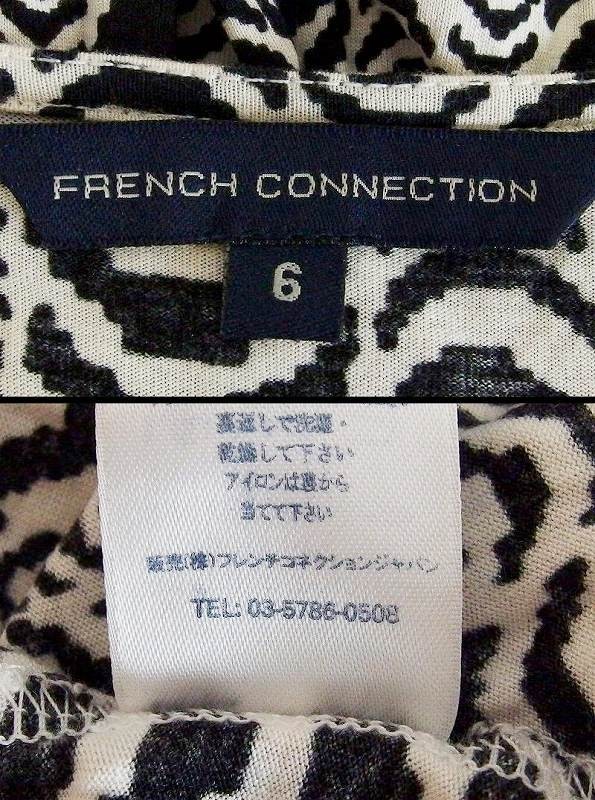 FRENCH CONNECTION
6
裏返しで洗濯・
乾燥して下さい
アイロンは裏から
当てて下さい
販売(株)フレンチコネクションジャパン
TEL: 03-5786-0508